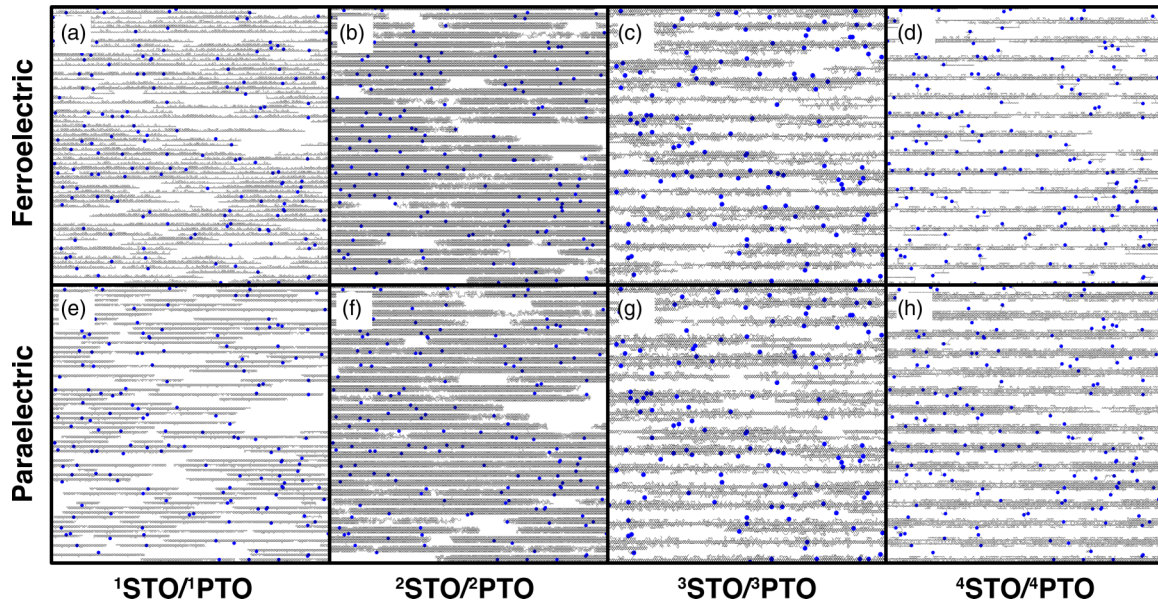 Ferroelectric
(a)
(b)
(c)
(d)
Paraelectric
(e)
(f)
(g)
(h)
¹STO/¹PTO
²STO/²PTO
³STO/³PTO
⁴STO/⁴PTO